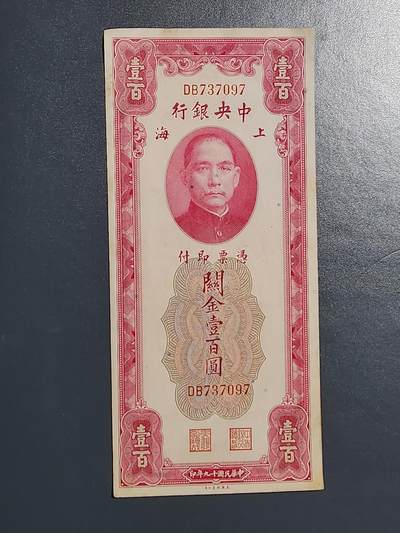 壹百 壹百
DB737097
中央銀行
上海
憑票即付
關金壹百圓
DB737097
壹百 壹百
中華民國十九年印